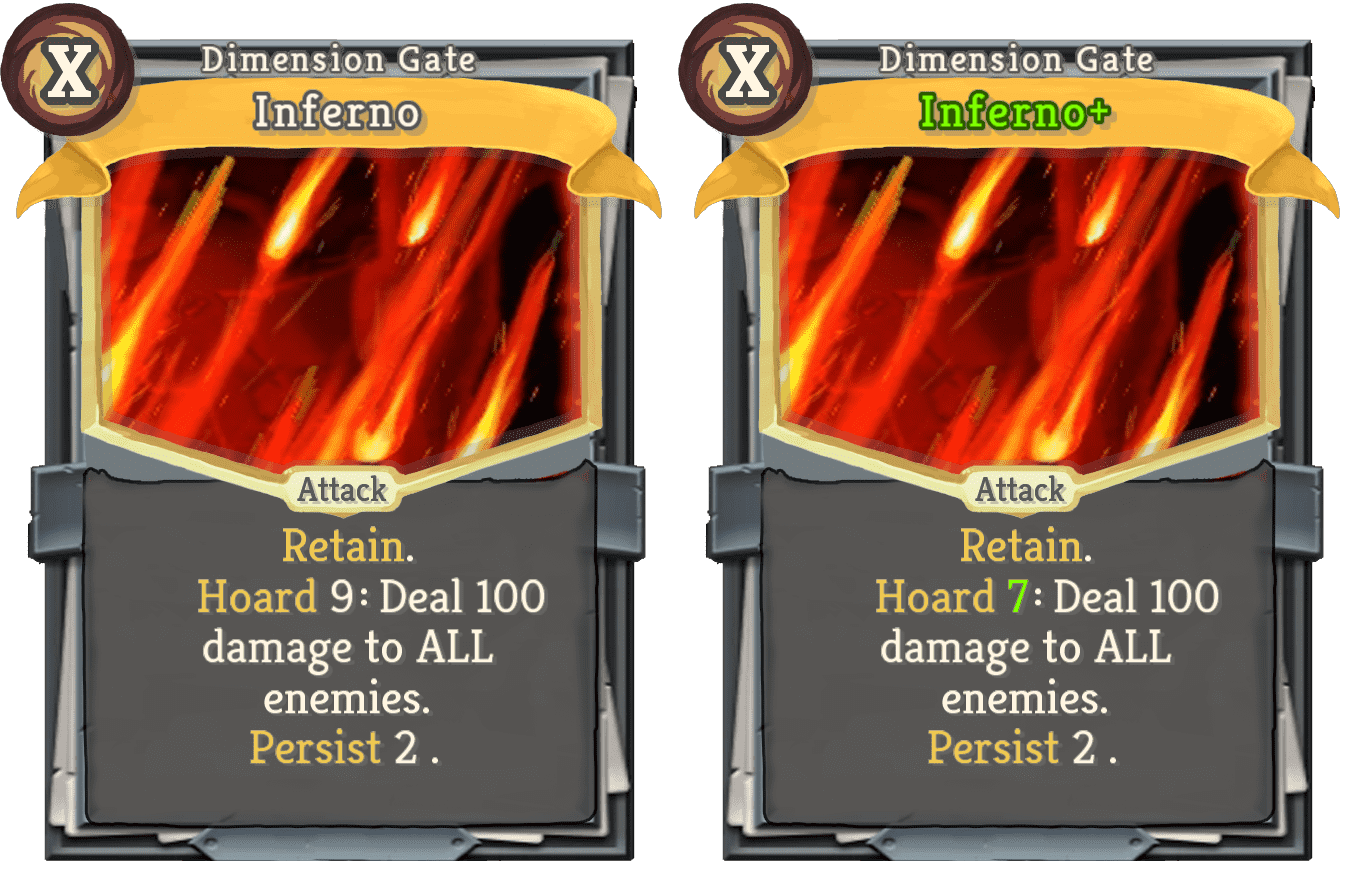 X
Dimension Gate
Inferno
Attack
Retain.
Hoard 9: Deal 100
damage to ALL
enemies.
Persist 2 .
X
Dimension Gate
Inferno+
Attack
Retain.
Hoard 7: Deal 100
damage to ALL
enemies.
Persist 2 .